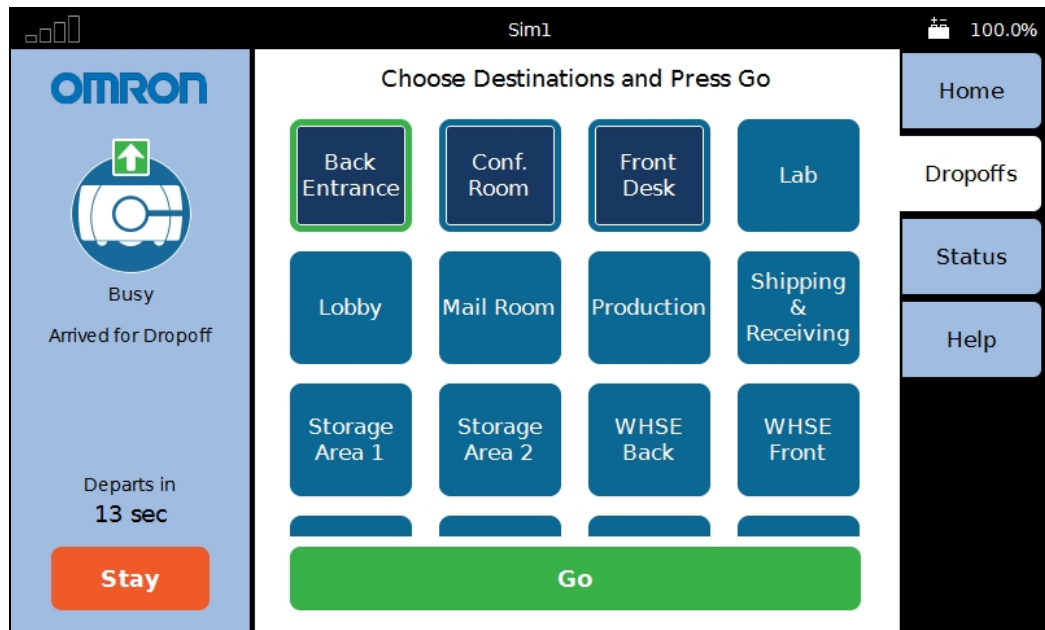 Sim1
100.0%
OMRON
Busy
Arrived for Dropoff
Departs in
13 sec
Stay
Choose Destinations and Press Go
Back
Entrance
Conf.
Room
Front
Desk
Lab
Lobby
Mail Room
Production
Shipping
&
Receiving
Storage
Area 1
Storage
Area 2
WHSE
Back
WHSE
Front
Go
Home
Dropoffs
Status
Help